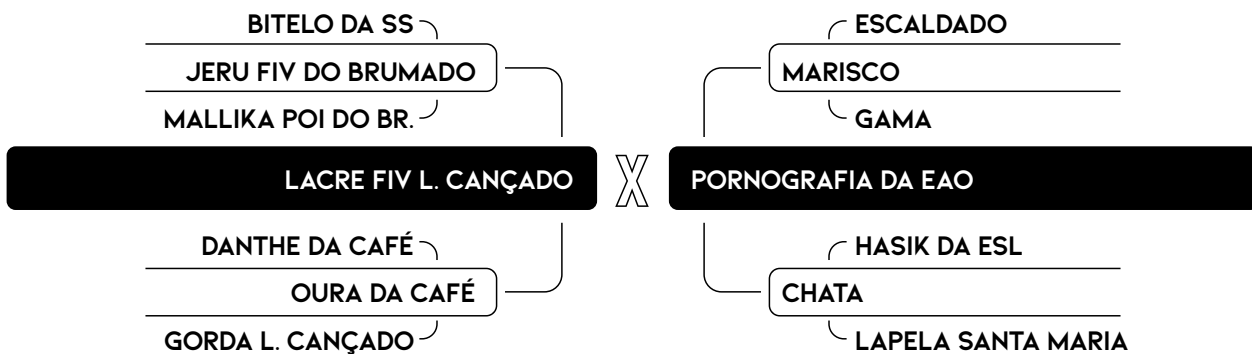 BITELO DA SS
JERU FIV DO BRUMADO
MALLIKA POI DO BR.
LACRE FIV L. CANÇADO
DANTHE DA CAFÉ
OURA DA CAFÉ
GORDA L. CANÇADO
X
ESCALDADO
MARISCO
GAMA
PORNOGRAFIA DA EAO
HASIK DA ESL
CHATA
LAPELA SANTA MARIA